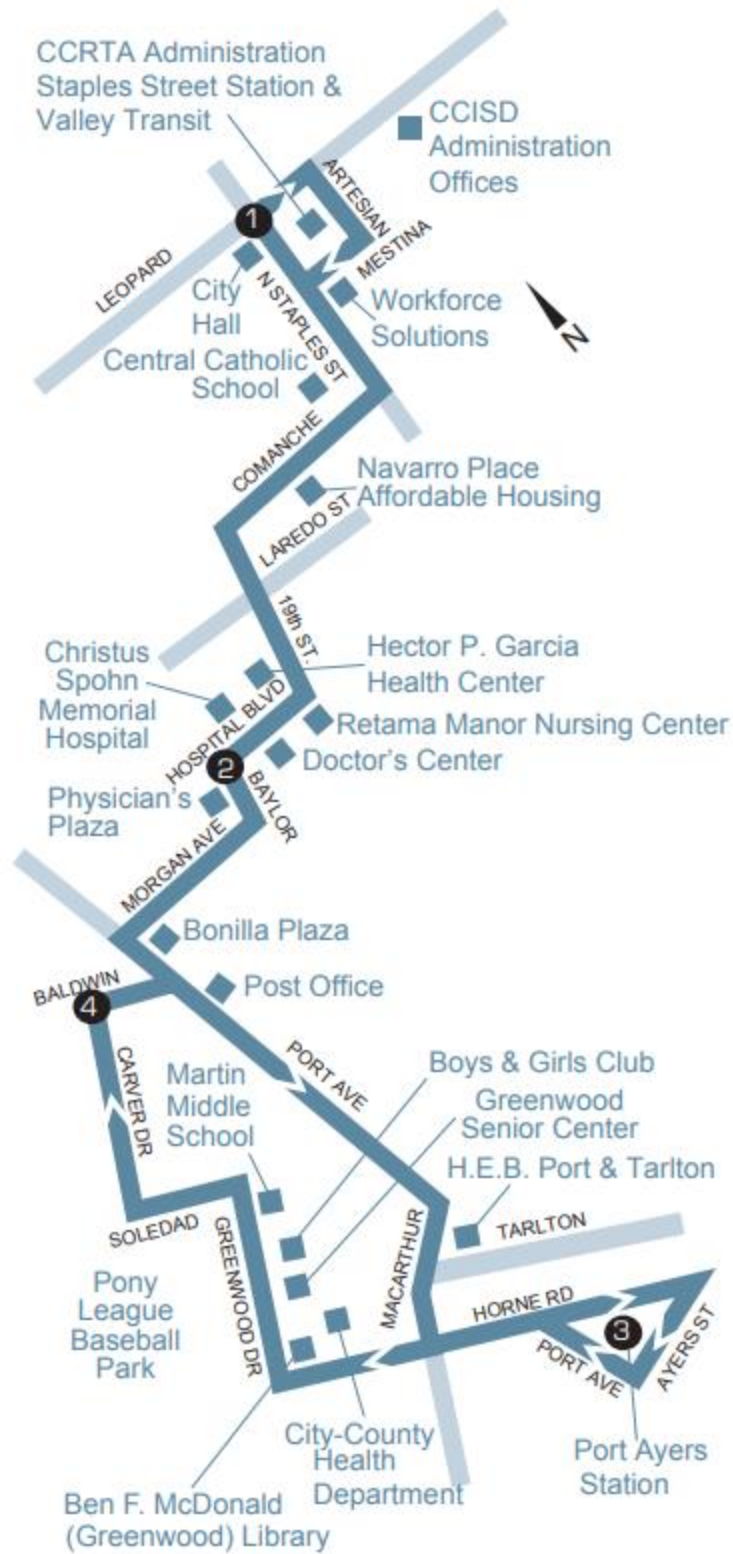 CCRTA Administration
Staples Street Station &
Valley Transit
CCISD
Administration
Offices
ARTESIAN
1
MESTINA
LEOPARD
City
Hall
N STAPLES ST
Workforce
Solutions
N
Central Catholic
School
COMANCHE
Navarro Place
Affordable Housing
LAREDO ST
19th ST.
Christus
Spohn
Memorial
Hospital
Hector P. Garcia
Health Center
HOSPITAL BLVD
Retama Manor Nursing Center
2
Doctor's Center
BAYLOR
Physician's
Plaza
MORGAN AVE
Bonilla Plaza
BALDWIN
4
Post Office
PORT AVE
CARVER DR
Martin
Middle
School
Boys & Girls Club
Greenwood
Senior Center
H.E.B. Port & Tarlton
SOLEDAD
GREENWOOD DR
MACARTHUR
TARLTON
Pony
League
Baseball
Park
HORNE RD
3
PORT AVE
AYERS ST
City-County
Health
Department
Port Ayers
Station
Ben F. McDonald
(Greenwood) Library